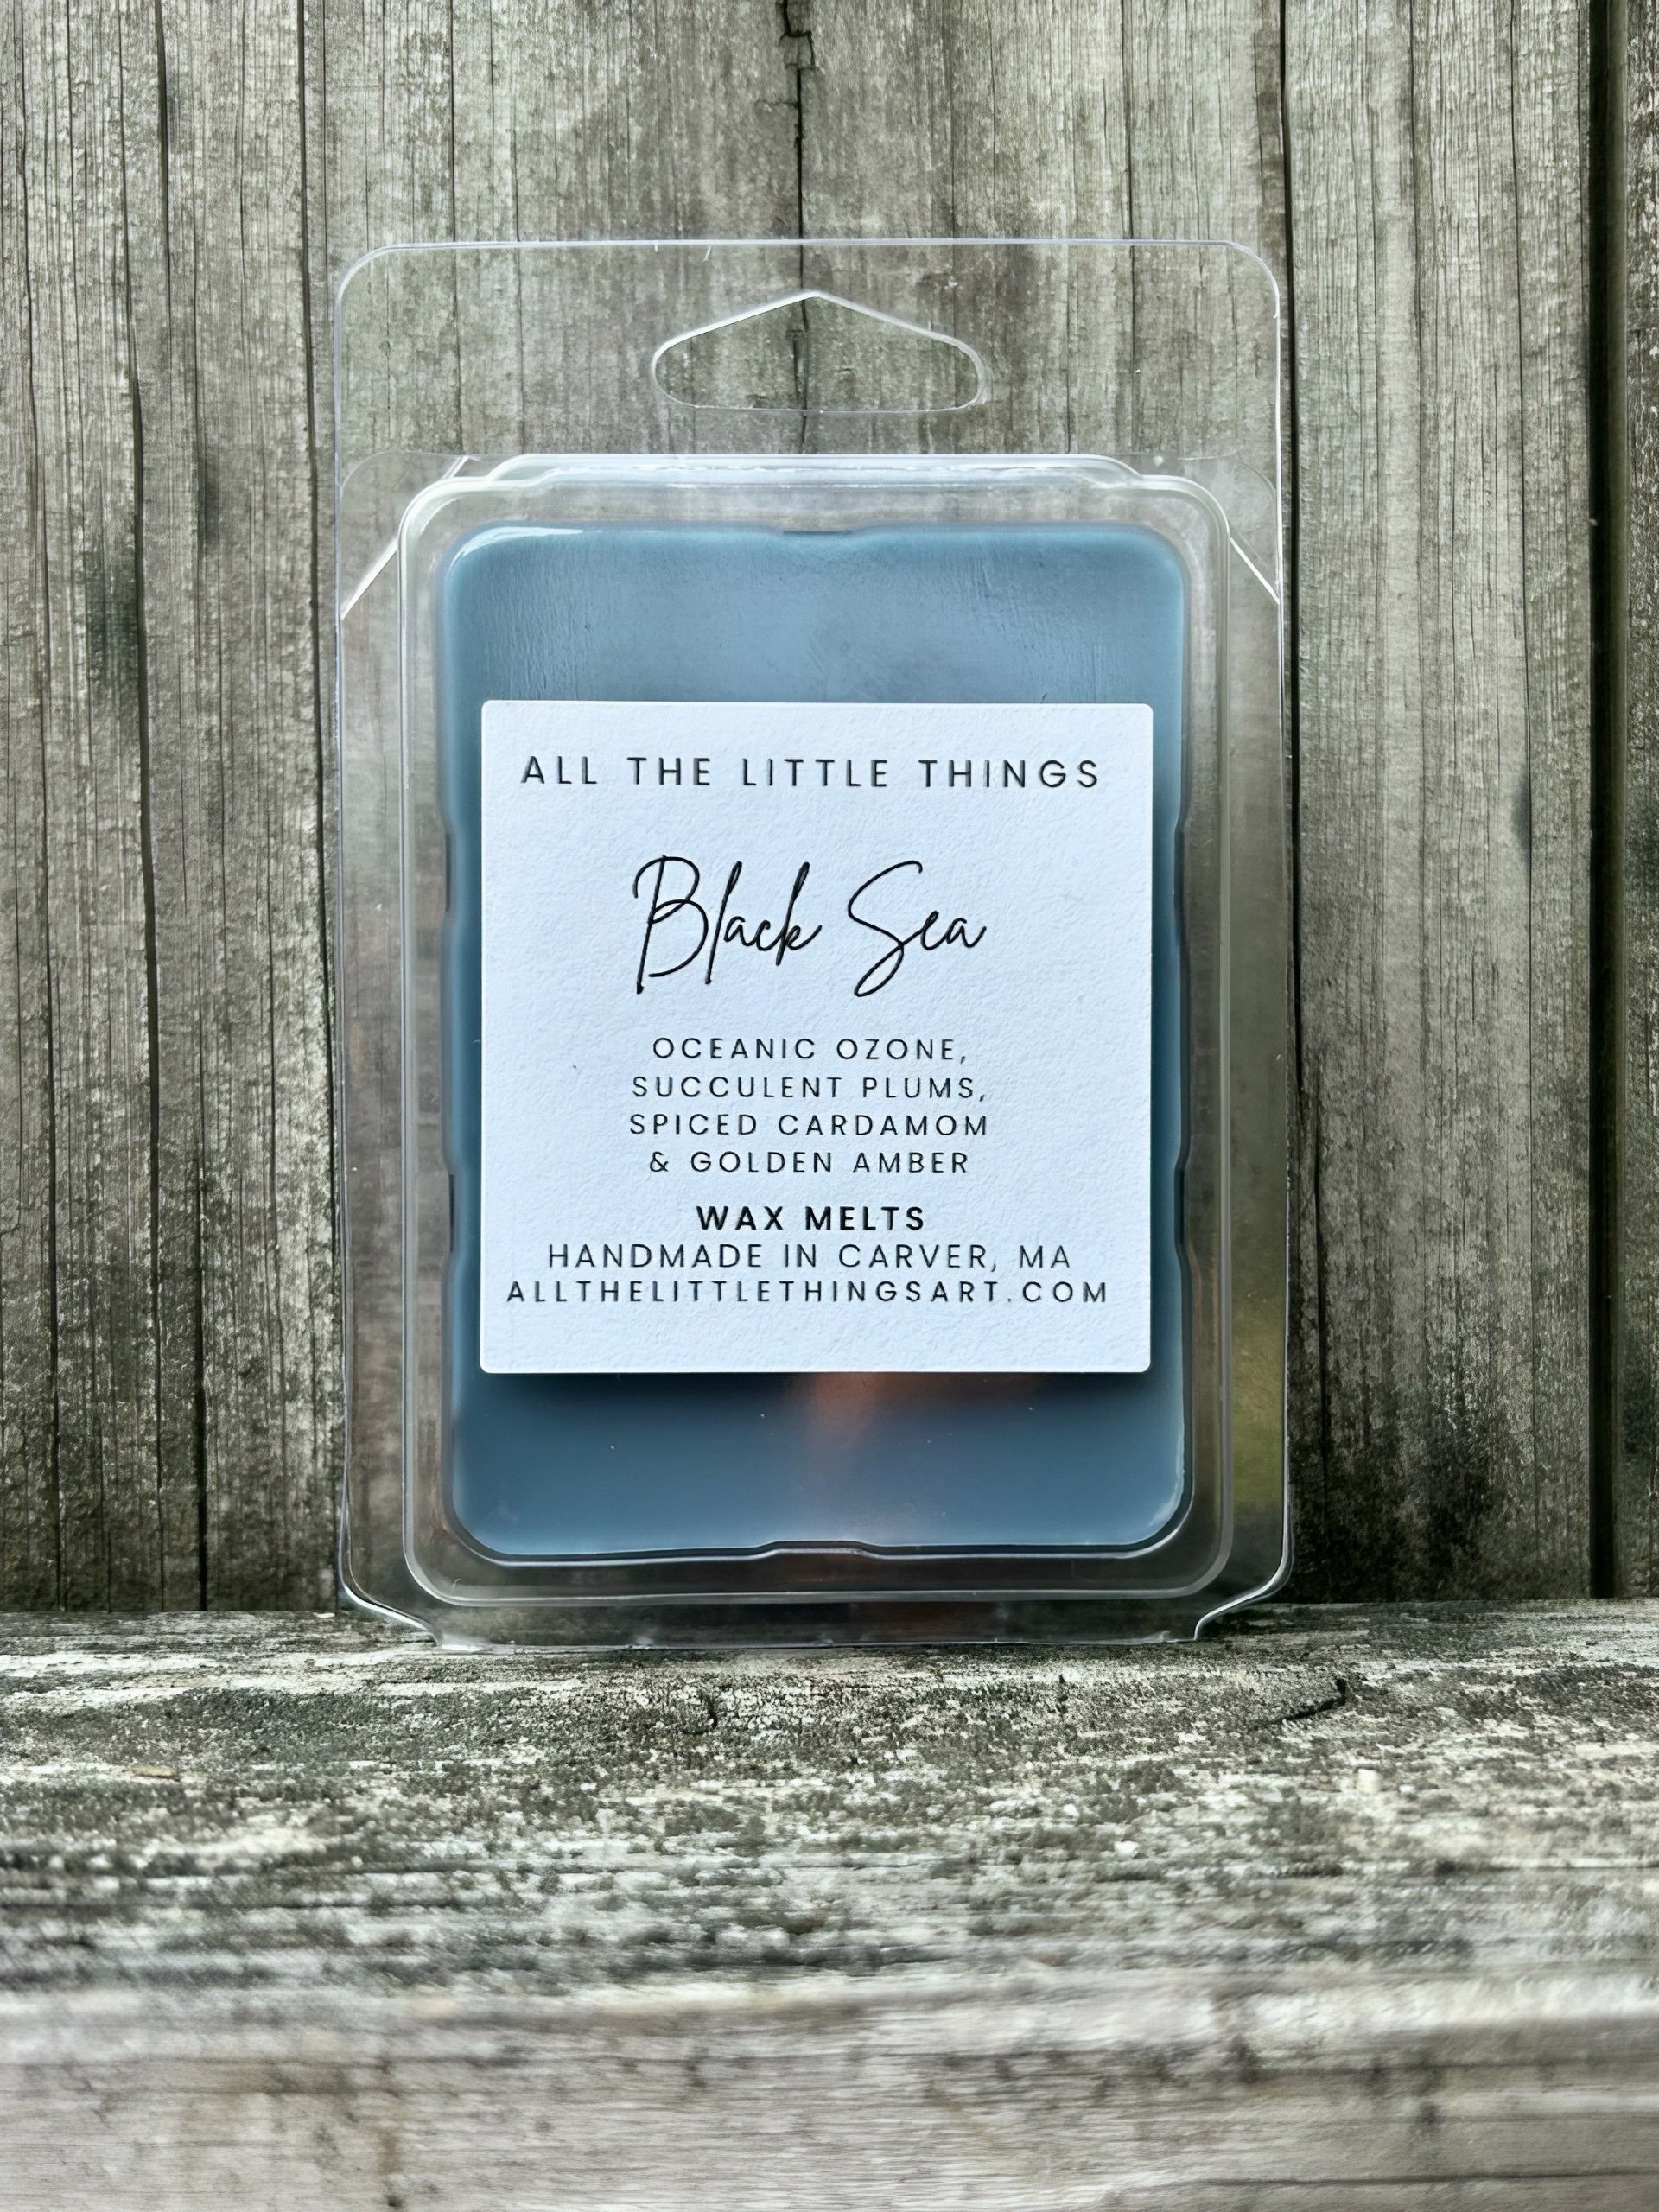 ALL THE LITTLE THINGS
Black Sea
OCEANIC OZONE,
SUCCULENT PLUMS,
SPICED CARDAMOM
& GOLDEN AMBER
WAX MELTS
HANDMADE IN CARVER, MA
ALLTHELITTLETHINGSART.COM